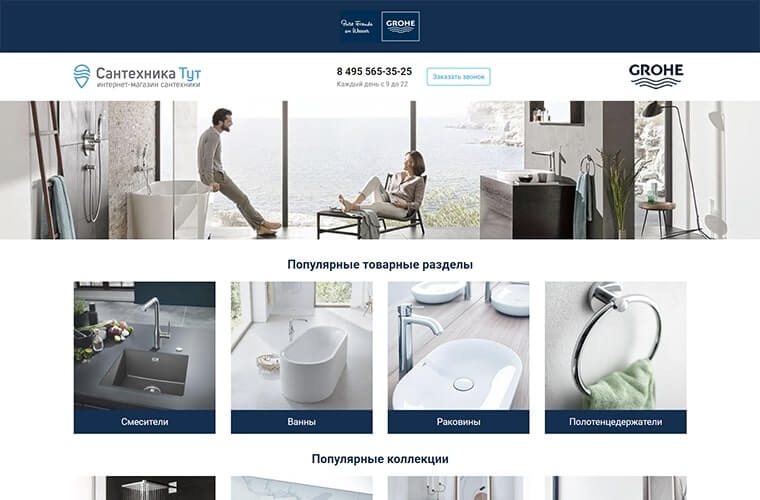 Pure Freude
an Wasser
GROHE
Сантехника Тут
интернет-магазин сантехники
8 495 565-35-25
Каждый день с 9 до 22
Заказать звонок
GROHE
Популярные товарные разделы
Смесители
Ванны
Раковины
Полотенцедержатели
Популярные коллекции